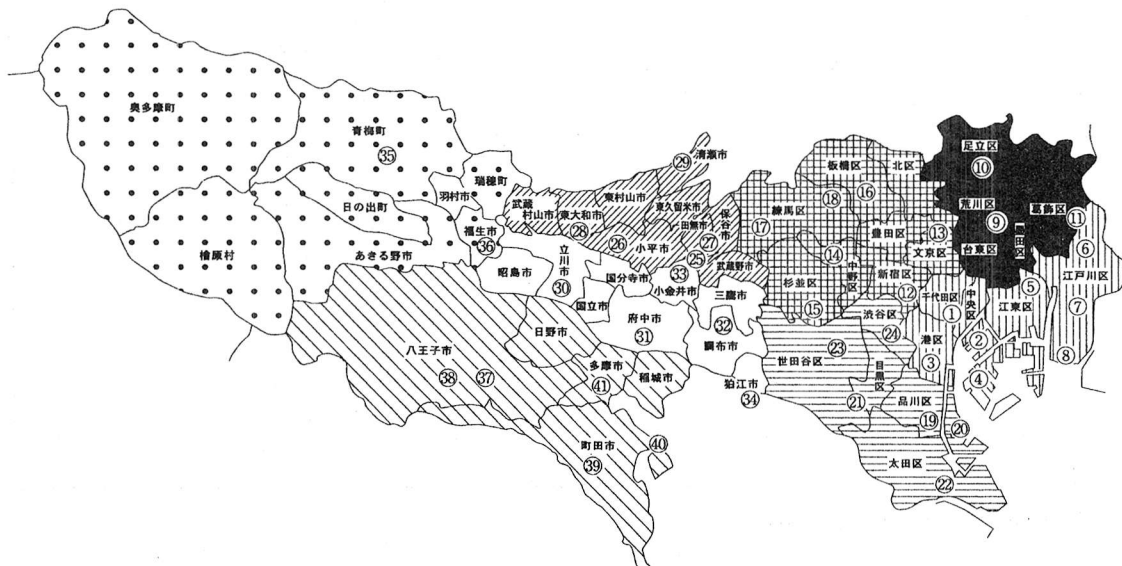 奥多摩町
青梅町
㉟
檜原村
日の出町
あきる野市
羽村市
瑞穂町
福生市
㊱
昭島市
立川市
㉚
武蔵
村山市
東大和市
㉘
東村山市
㉖
小平市
清瀬市
㉙
東久留米市
田無市
保谷市
㉗
㉕
武蔵野市
国分寺市
国立市
小金井市
㉝
府中市
㉛
三鷹市
㉜
調布市
狛江市
㉞
八王子市
㊳
㊲
日野市
多摩市
㊶
稲城市
町田市
㊴
㊵
板橋区
⑱
北区
⑯
練馬区
⑰
豊田区
文京区
⑬
中野区
⑭
杉並区
⑮
新宿区
⑫
渋谷区
㉔
千代田区
①
中央区
②
港区
③
④
足立区
⑩
荒川区
⑨
葛飾区
⑪
台東区
墨田区
⑤
江東区
⑥
江戸川区
⑦
⑧
世田谷区
㉓
目黒区
㉑
品川区
⑲
⑳
太田区
㉒